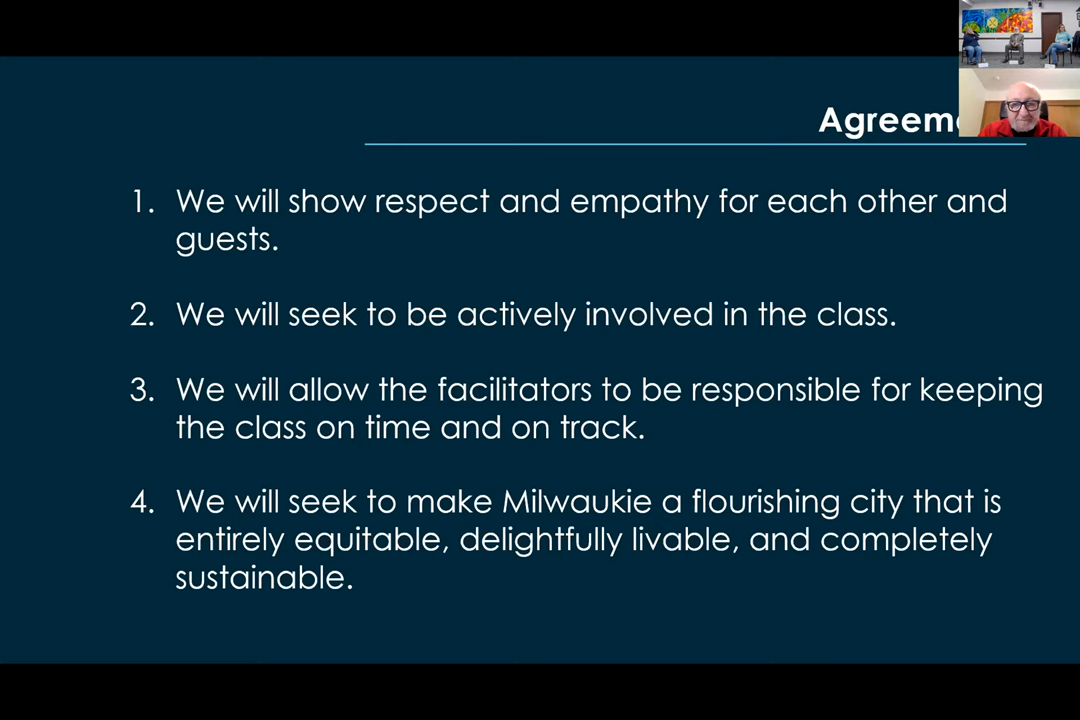 1. We will show respect and empathy for each other and
guests.
2. We will seek to be actively involved in the class.
3. We will allow the facilitators to be responsible for keeping
the class on time and on track.
4. We will seek to make Milwaukie a flourishing city that is
entirely equitable, delightfully livable, and completely
sustainable.